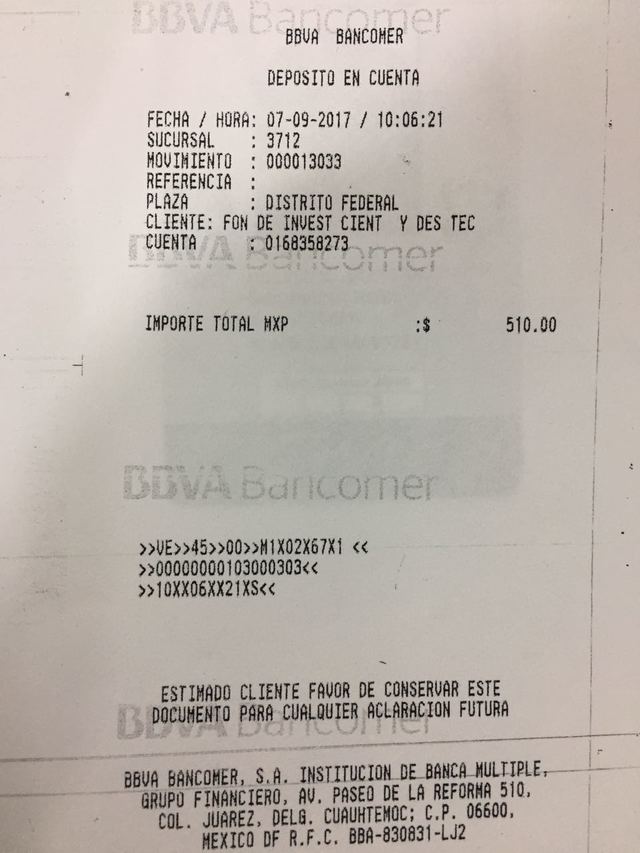 BBVA Bancomer
BBVA BANCOMER
DEPOSITO EN CUENTA
FECHA / HORA: 07-09-2017 / 10:06:21
SUCURSAL : 3712
MOVIMIENTO : 000013033
REFERENCIA :
PLAZA : DISTRITO FEDERAL
CLIENTE: FON DE INVEST CIENT Y DES TEC
CUENTA : 0168358273
BBVA Bancomer
IMPORTE TOTAL MXP :$ 510.00
BBVA Bancomer
>>VE>>45>>00>>M1X02X67X1 <<
>>00000000103000303<<
>>10XX06XX21XS<<
ESTIMADO CLIENTE FAVOR DE CONSERVAR ESTE
DOCUMENTO PARA CUALQUIER ACLARACION FUTURA
BBVA Bancomer
BBVA BANCOMER, S.A. INSTITUCION DE BANCA MULTIPLE,
GRUPO FINANCIERO, AV. PASEO DE LA REFORMA 510,
COL. JUAREZ, DELG. CUAUHTEMOC; C.P. 06600,
MEXICO DF R.F.C. BBA-830831-LJ2